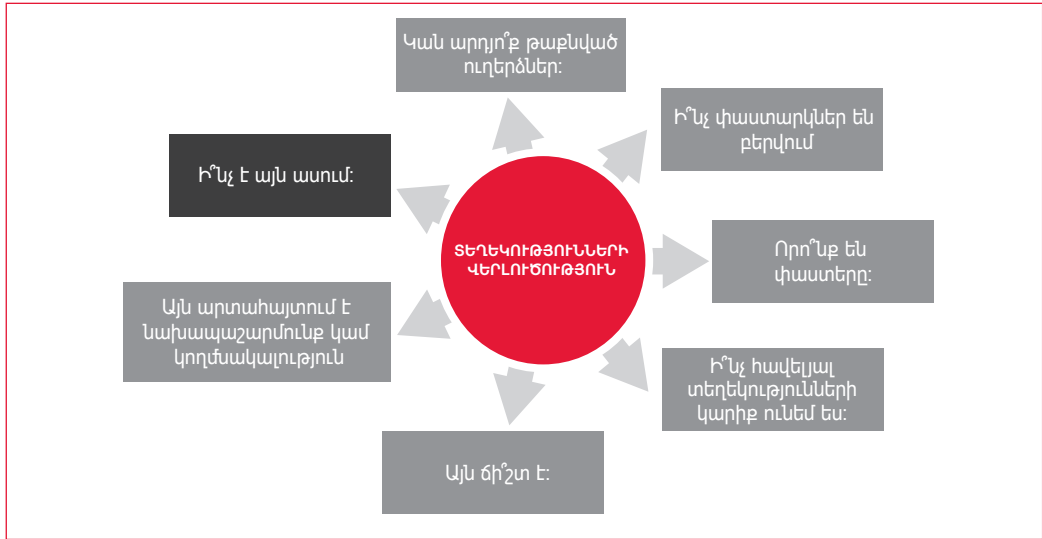 Կան արդյո՞ք թաքնված
ուղերձներ:
Ի՞նչ փաստարկներ են
բերվում
Ի՞նչ է այն ասում:
ՏԵՂԵԿՈՒԹՅՈՒՆՆԵՐԻ
ՎԵՐԼՈՒԾՈՒԹՅՈՒՆ
Որո՞նք են
փաստերը:
Այն արտահայտում է
նախապաշարմունք կամ
կողմնակալություն
Ի՞նչ հավելյալ
տեղեկությունների
կարիք ունեմ ես:
Այն ճի՞շտ է: